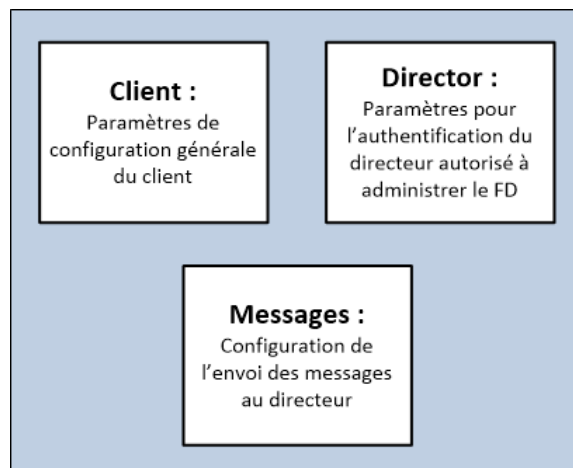 Client :
Paramètres de
configuration générale
du client
Director :
Paramètres pour
l'authentification du
directeur autorisé à
administrer le FD
Messages :
Configuration de
l'envoi des messages
au directeur